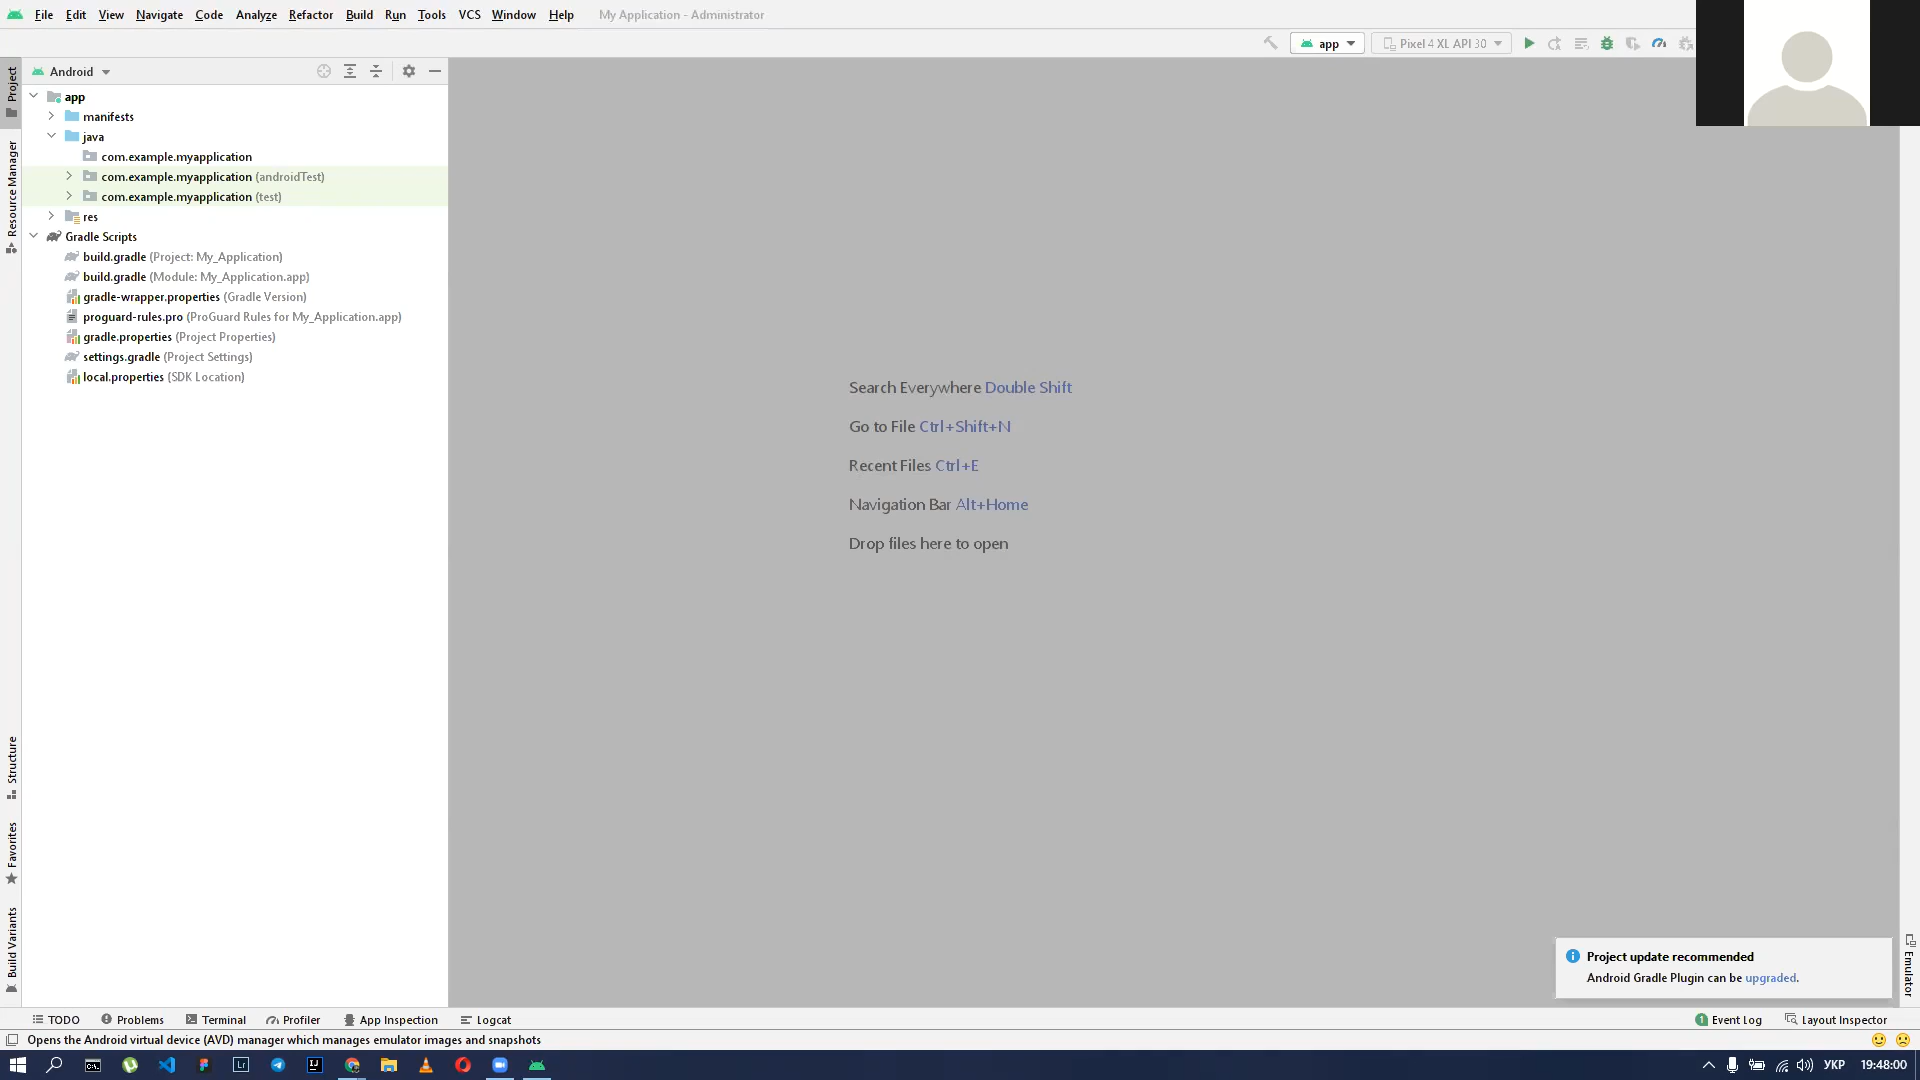 File Edit View Navigate Code Analyze Refactor Build Run Tools VCS Window Help My Application - Administrator
app Pixel 4 XL API 30
Android
app
manifests
java
com.example.myapplication
com.example.myapplication (androidTest)
com.example.myapplication (test)
res
Gradle Scripts
build.gradle (Project: My_Application)
build.gradle (Module: My_Application.app)
gradle-wrapper.properties (Gradle Version)
proguard-rules.pro (ProGuard Rules for My_Application.app)
gradle.properties (Project Properties)
settings.gradle (Project Settings)
local.properties (SDK Location)
Project
Resource Manager
Structure
Favorites
Build Variants
Search Everywhere Double Shift
Go to File Ctrl+Shift+N
Recent Files Ctrl+E
Navigation Bar Alt+Home
Drop files here to open
Project update recommended
Android Gradle Plugin can be upgraded.
Emulator
TODO Problems Terminal Profiler App Inspection Logcat 1 Event Log Layout Inspector
Opens the Android virtual device (AVD) manager which manages emulator images and snapshots
Lr IJ УКР 19:48:00